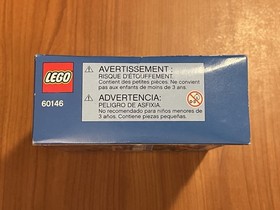 LEGO
60146
AVERTISSEMENT :
RISQUE D'ÉTOUFFEMENT.
Contient des petites pièces. Ne convient
pas aux enfants de moins de 3 ans.
ADVERTENCIA:
PELIGRO DE ASFIXIA.
No recomendado para niños menores de
3 años. Contiene piezas pequeñas.